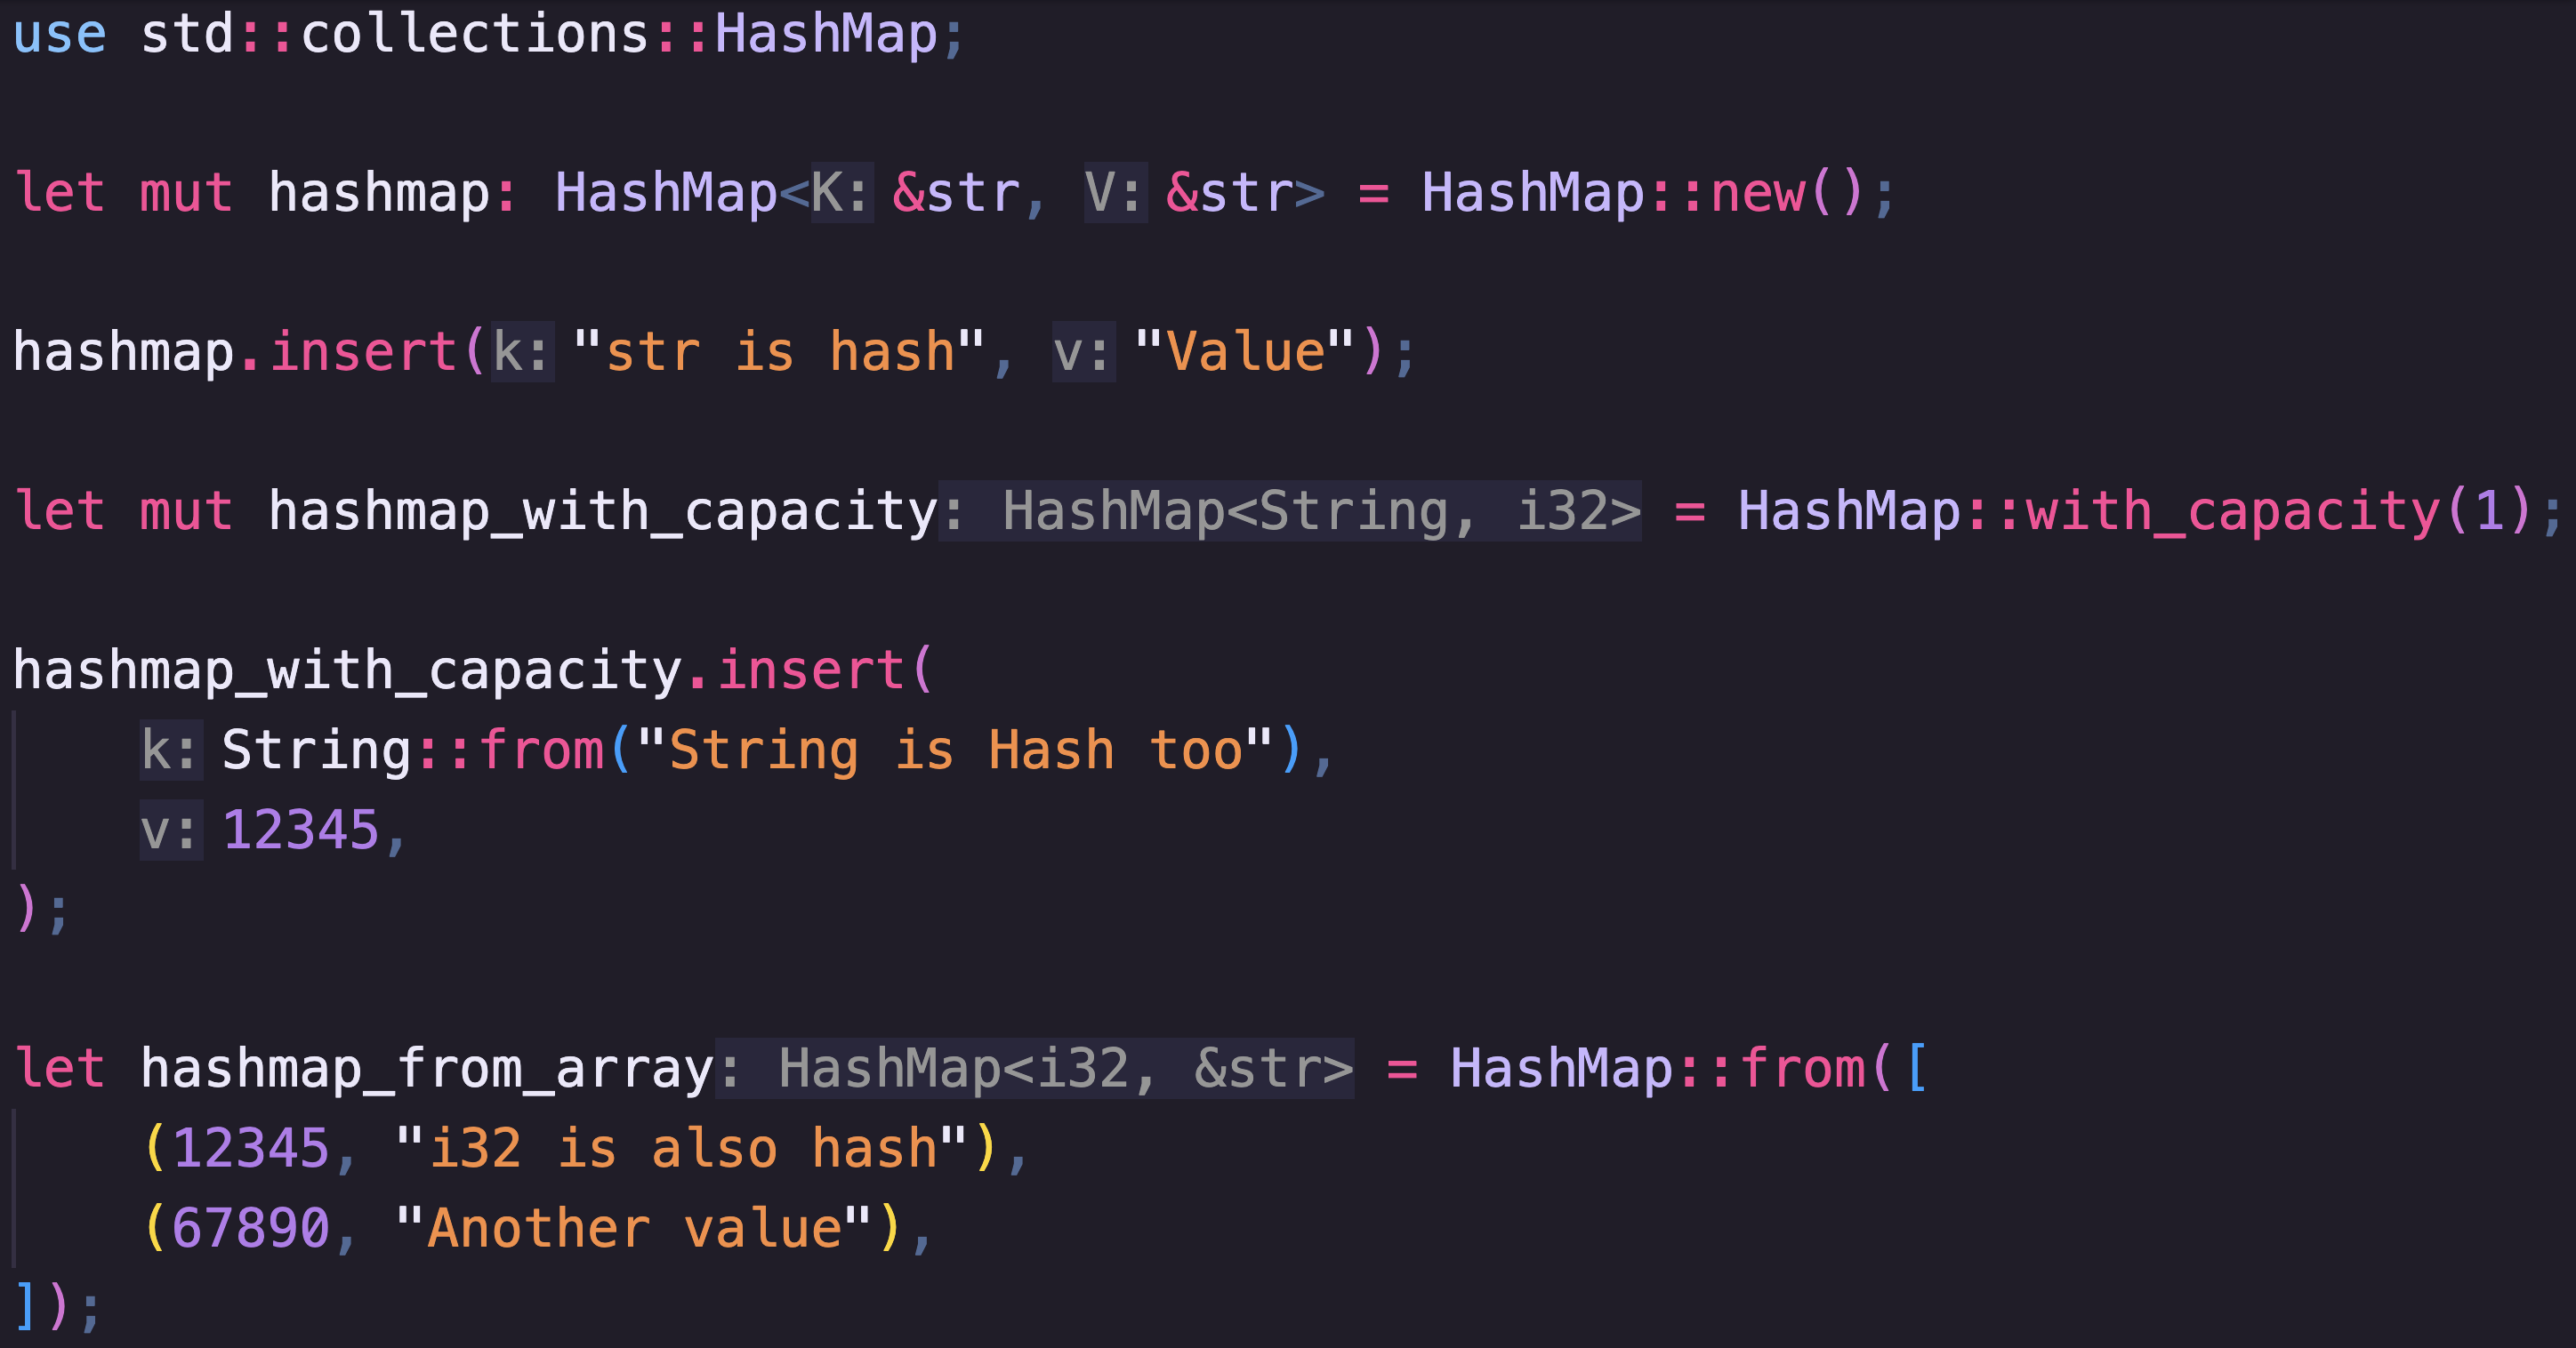 use std::collections::HashMap;
let mut hashmap: HashMap<K: &str, V: &str> = HashMap::new();
hashmap.insert(k: "str is hash", v: "Value");
let mut hashmap_with_capacity: HashMap<String, i32> = HashMap::with_capacity(1);
hashmap_with_capacity.insert(
    k: String::from("String is Hash too"),
    v: 12345,
);
let hashmap_from_array: HashMap<i32, &str> = HashMap::from([
    (12345, "i32 is also hash"),
    (67890, "Another value"),
]);